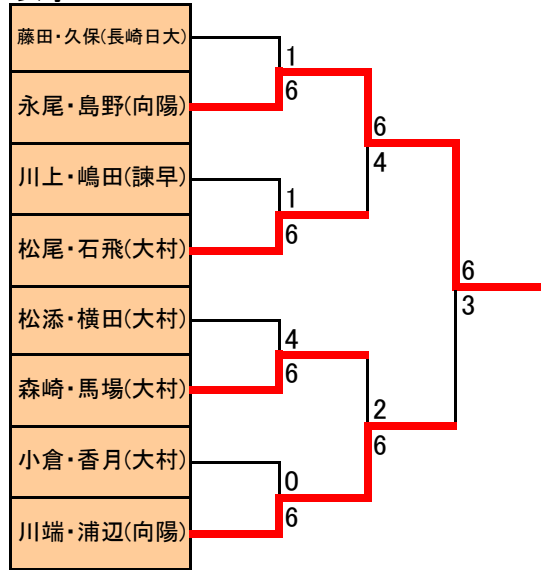 藤田・久保(長崎日大)
1
6
永尾・島野(向陽)
6
4
川上・嶋田(諫早)
1
6
松尾・石飛(大村)
6
3
松添・横田(大村)
4
6
森崎・馬場(大村)
2
6
小倉・香月(大村)
0
6
川端・浦辺(向陽)